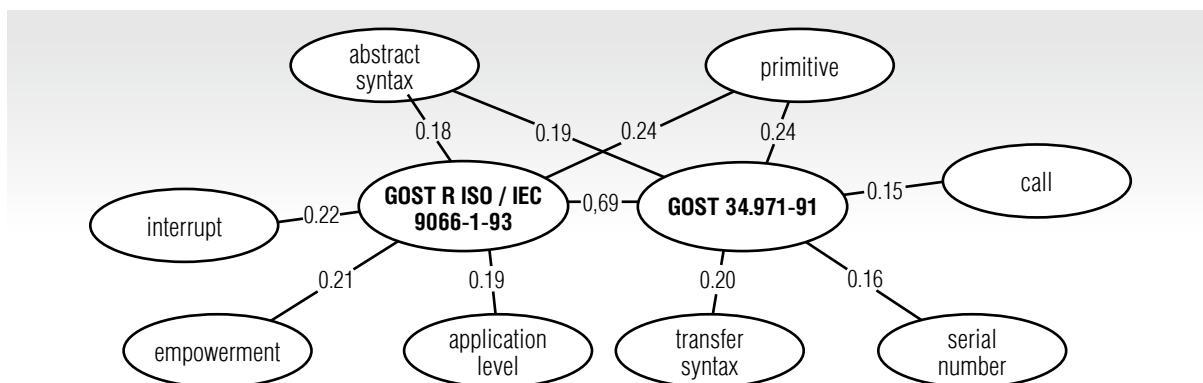 abstract
syntax
primitive
0.18
0.19
0.24
0.24
call
0.15
GOST R ISO / IEC
9066-1-93
0,69
GOST 34.971-91
interrupt
0.22
0.21
0.19
0.20
0.16
empowerment
application
level
transfer
syntax
serial
number